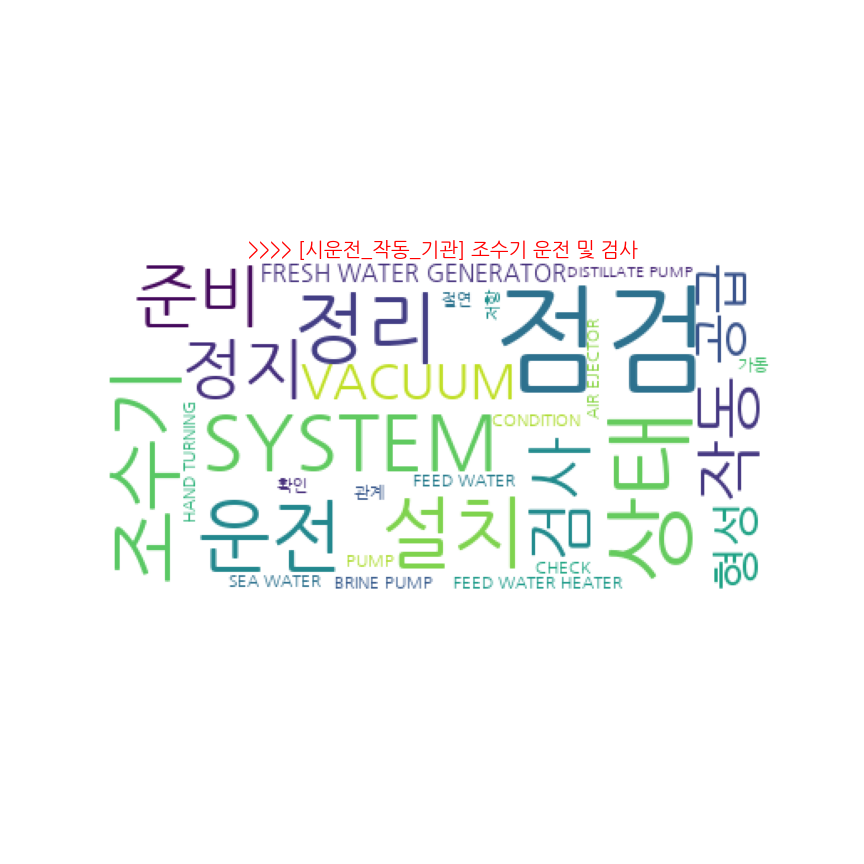 >>>> [시운전_작동_기관] 조수기 운전 및 검사
준비
FRESH WATER GENERATOR
DISTILLATE PUMP
공급
정리
절연
저항
점검
정지
VACUUM
AIR EJECTOR
가동
조수기
HAND TURNING
SYSTEM
CONDITION
작동
상태
검사
확인
관계
FEED WATER
운전
설치
형성
PUMP
CHECK
SEA WATER
BRINE PUMP
FEED WATER HEATER